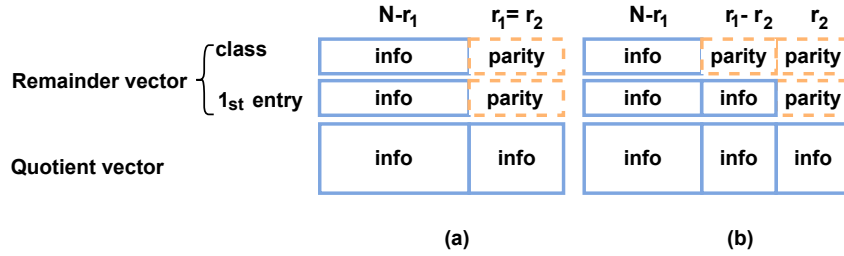 N-r1 r1= r2 N-r1 r1- r2 r2
class info parity info parity parity
Remainder vector
1st entry info parity info info parity
Quotient vector info info info info info
(a) (b)